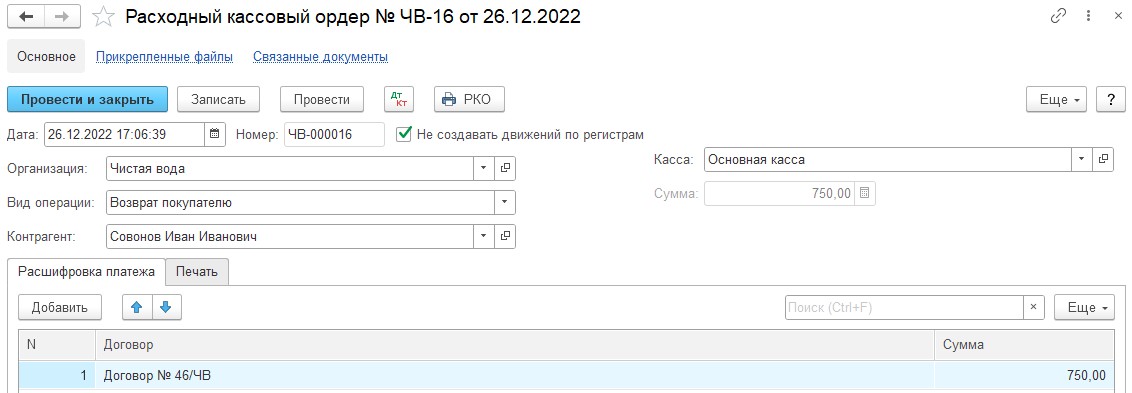 Расходный кассовый ордер № ЧВ-16 от 26.12.2022
Основное Прикрепленные файлы Связанные документы
Провести и закрыть Записать Провести Дт Кт РКО Еще ?
Дата: 26.12.2022 17:06:39 Номер: ЧВ-000016 Не создавать движений по регистрам
Организация: Чистая вода Касса: Основная касса
Вид операции: Возврат покупателю Сумма: 750,00
Контрагент: Совонов Иван Иванович
Расшифровка платежа Печать
Добавить Поиск (Ctrl+F) × Еще
N Договор Сумма
1 Договор № 46/ЧВ 750,00